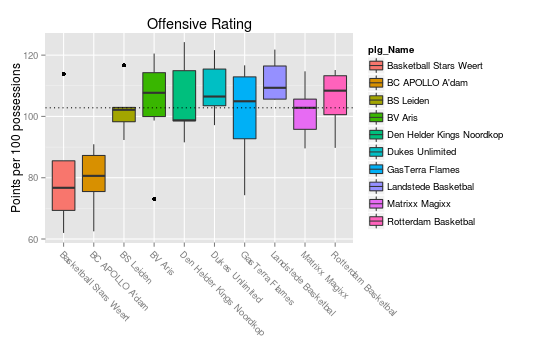 Offensive Rating
Points per 100 possessions
120
100
80
60
Basketball Stars Weert
BC APOLLO A'dam
BS Leiden
BV Aris
Den Helder Kings Noordkop
Dukes Unlimited
GasTerra Flames
Landstede Basketbal
Matrixx Magixx
Rotterdam Basketbal
plg_Name
Basketball Stars Weert
BC APOLLO A'dam
BS Leiden
BV Aris
Den Helder Kings Noordkop
Dukes Unlimited
GasTerra Flames
Landstede Basketbal
Matrixx Magixx
Rotterdam Basketbal